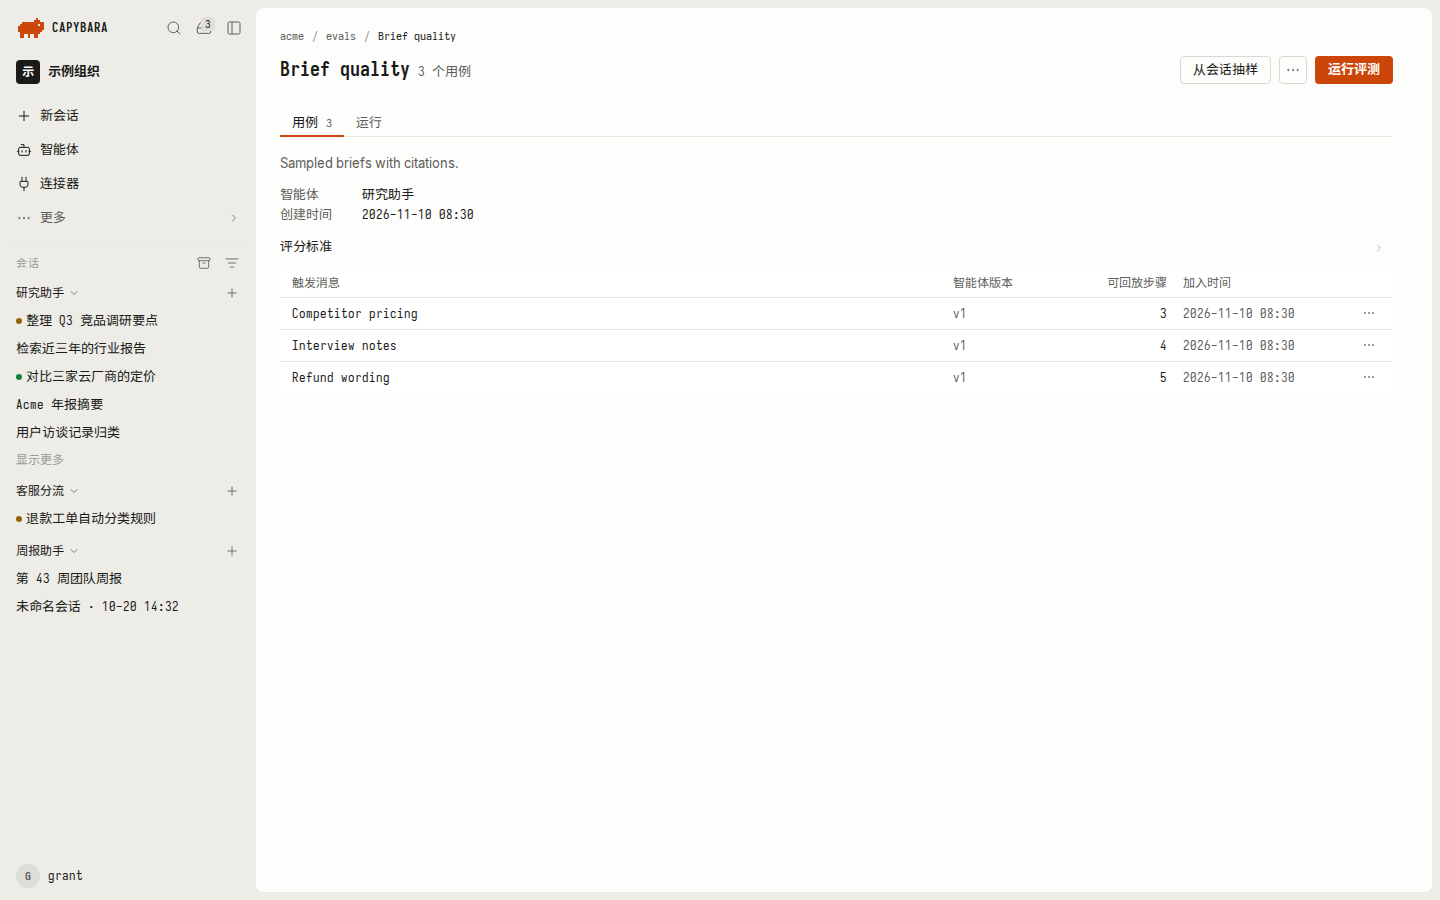 CAPYBARA
3
示 示例组织
新会话
智能体
连接器
更多
会话
研究助手
整理 Q3 竞品调研要点
检索近三年的行业报告
对比三家云厂商的定价
Acme 年报摘要
用户访谈记录归类
显示更多
客服分流
退款工单自动分类规则
周报助手
第 43 周团队周报
未命名会话 · 10-20 14:32
G grant
acme / evals / Brief quality
Brief quality 3 个用例
从会话抽样 ··· 运行评测
用例 3 运行
Sampled briefs with citations.
智能体 研究助手
创建时间 2026-11-10 08:30
评分标准
触发消息 智能体版本 可回放步骤 加入时间
Competitor pricing v1 3 2026-11-10 08:30 ···
Interview notes v1 4 2026-11-10 08:30 ···
Refund wording v1 5 2026-11-10 08:30 ···